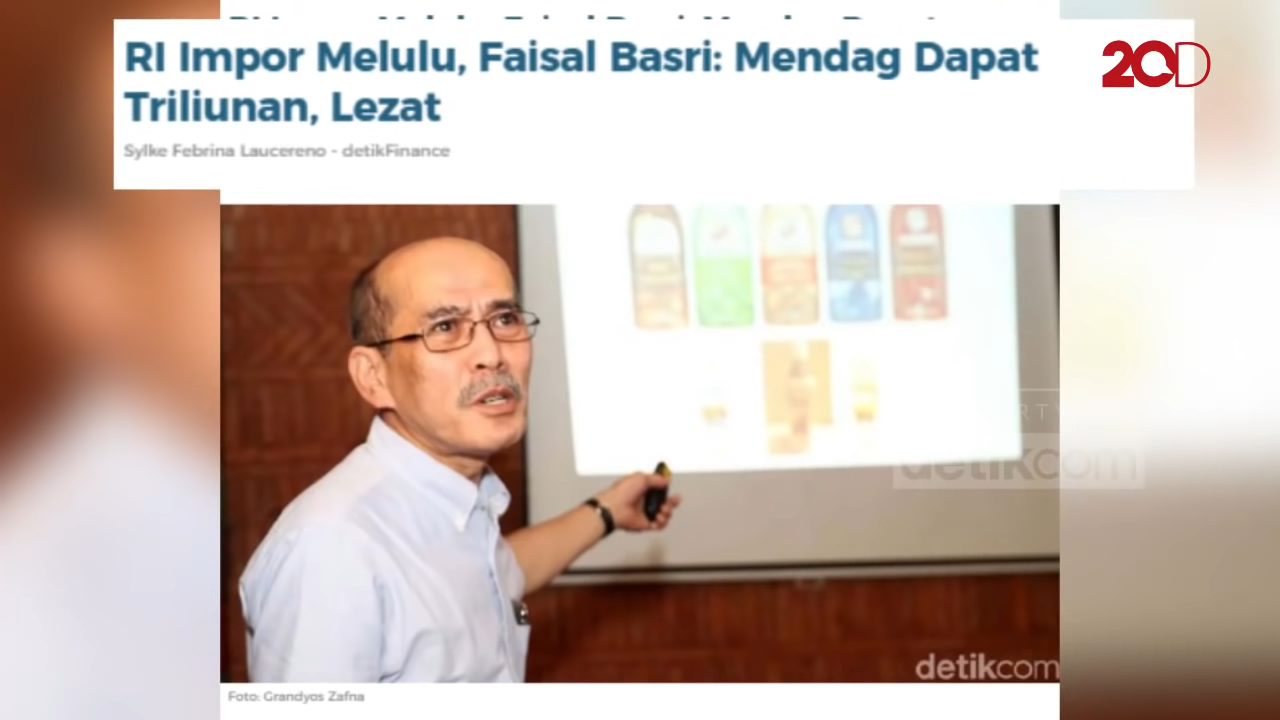 RI Impor Melulu, Faisal Basri: Mendag Dapat
Triliunan, Lezat
20D
Sylke Febrina Laucereno - detikFinance
detikcom
detikcom
Foto: Grandyos Zafna